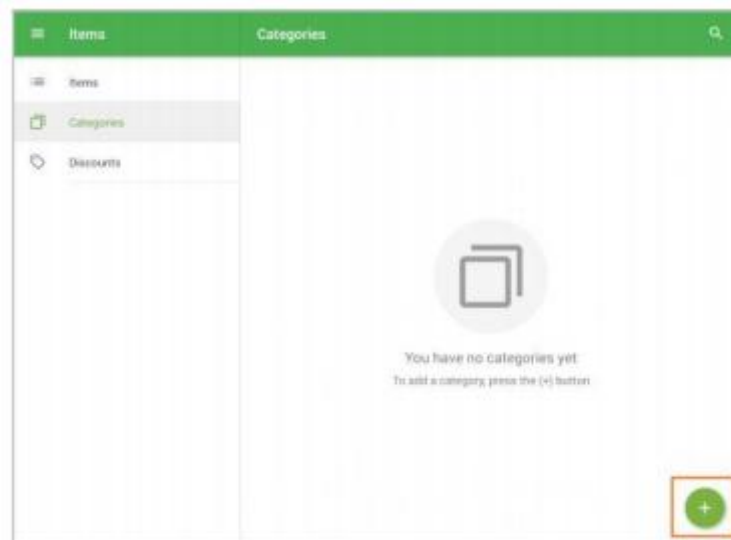 Items
Categories
Items
Categories
Discounts
You have no categories yet
To add a category, press the (+) button